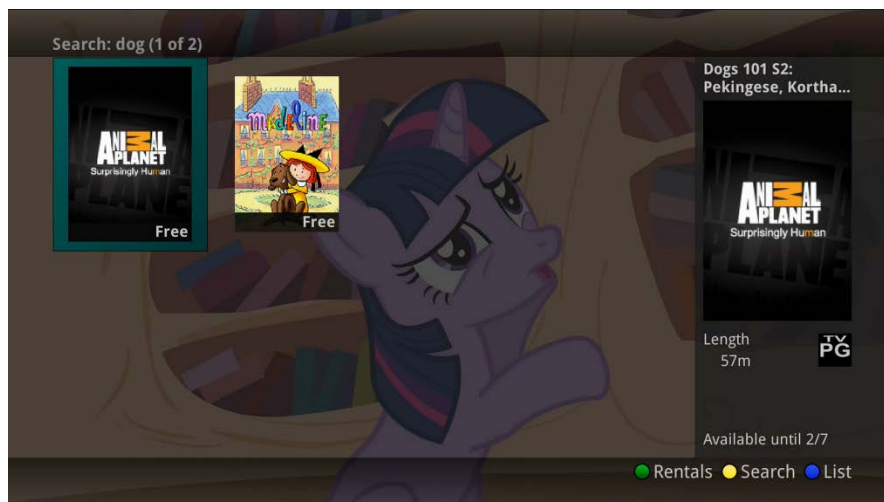 Search: dog (1 of 2)
ANIMAL
PLANET
Surprisingly Human
Free
madeline
Free
Dogs 101 S2:
Pekingese, Kortha...
ANIMAL
PLANET
Surprisingly Human
Length
57m
TV
PG
Available until 2/7
Rentals
Search
List